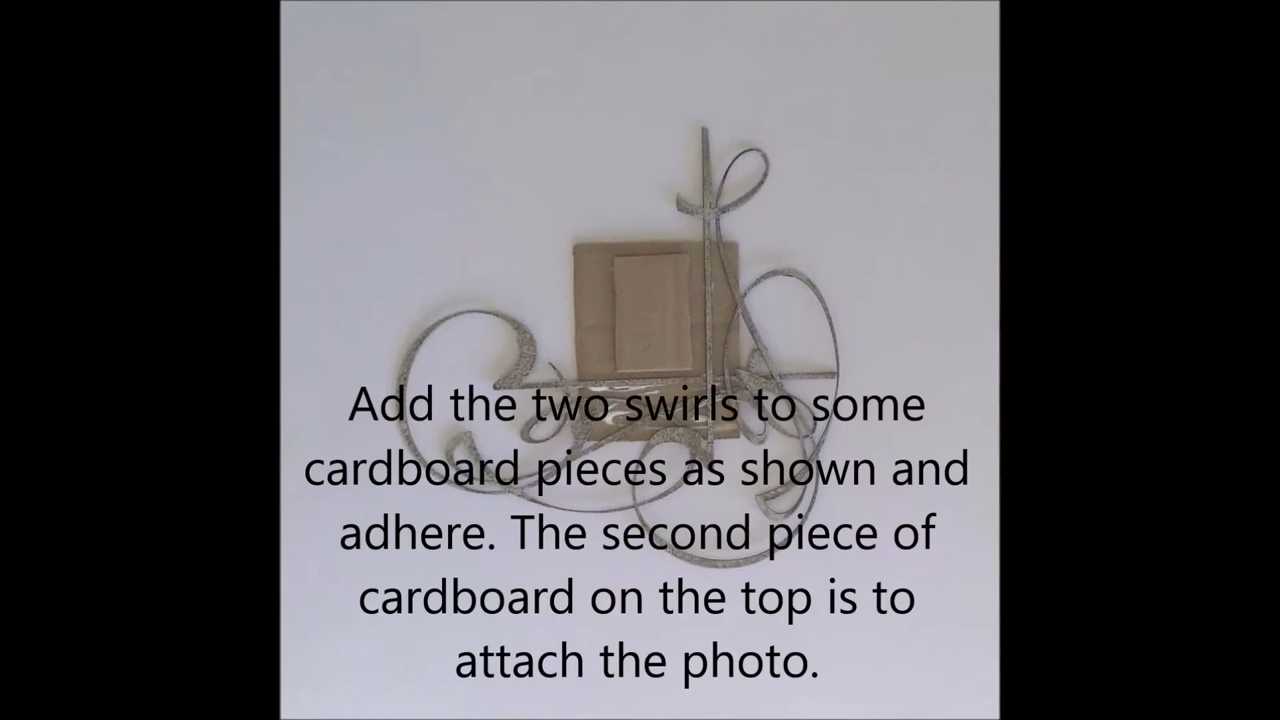 Add the two swirls to some
cardboard pieces as shown and
adhere. The second piece of
cardboard on the top is to
attach the photo.